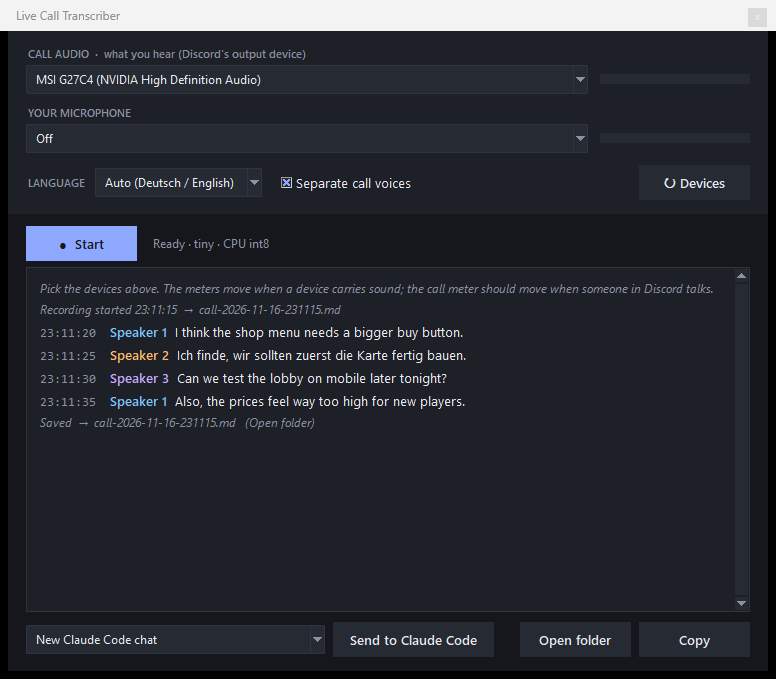 Live Call Transcriber
x
CALL AUDIO · what you hear (Discord's output device)
MSI G27C4 (NVIDIA High Definition Audio)
YOUR MICROPHONE
Off
LANGUAGE Auto (Deutsch / English) Separate call voices Devices
● Start Ready · tiny · CPU int8
Pick the devices above. The meters move when a device carries sound; the call meter should move when someone in Discord talks.
Recording started 23:11:15 → call-2026-11-16-231115.md
23:11:20 Speaker 1 I think the shop menu needs a bigger buy button.
23:11:25 Speaker 2 Ich finde, wir sollten zuerst die Karte fertig bauen.
23:11:30 Speaker 3 Can we test the lobby on mobile later tonight?
23:11:35 Speaker 1 Also, the prices feel way too high for new players.
Saved → call-2026-11-16-231115.md (Open folder)
New Claude Code chat Send to Claude Code Open folder Copy